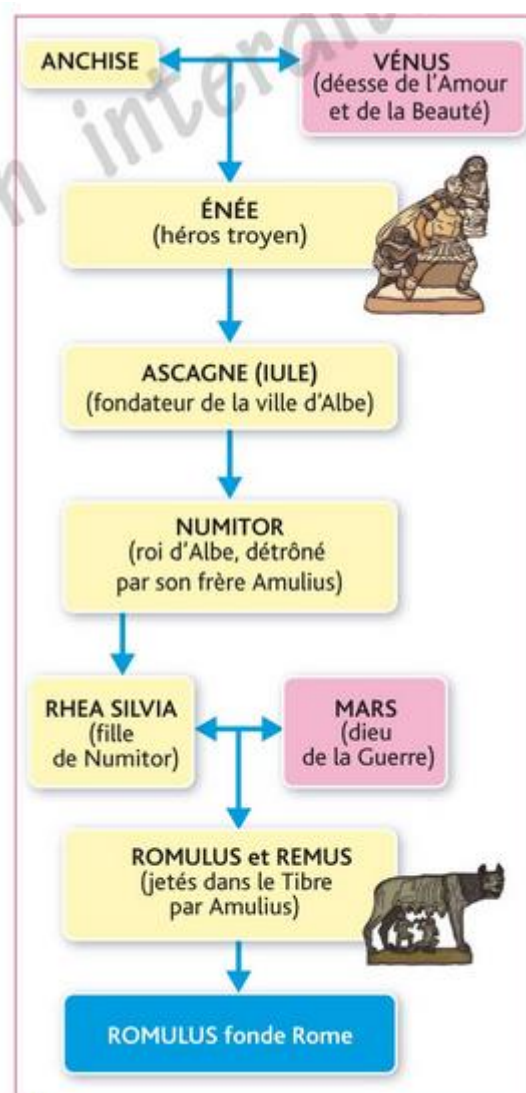 n interan
ANCHISE
VÉNUS
(déesse de l'Amour
et de la Beauté)
ÉNÉE
(héros troyen)
ASCAGNE (IULE)
(fondateur de la ville d'Albe)
NUMITOR
(roi d'Albe, détrôné
par son frère Amulius)
RHEA SILVIA
(fille
de Numitor)
MARS
(dieu
de la Guerre)
ROMULUS et REMUS
(jetés dans le Tibre
par Amulius)
ROMULUS fonde Rome